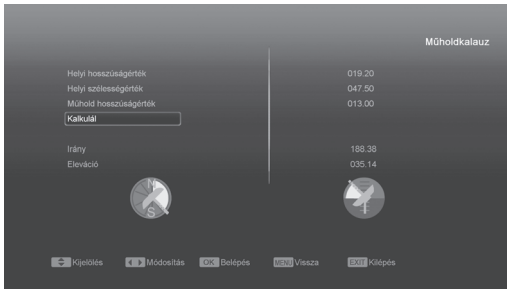 Műholdkalauz
Helyi hosszúságérték 019.20
Helyi szélességérték 047.50
Műhold hosszúságérték 013.00
Kalkulál
Irány 188.38
Eleváció 035.14
N
S
Kijelölés Módosítás OK Belépés MENU Vissza EXIT Kilépés